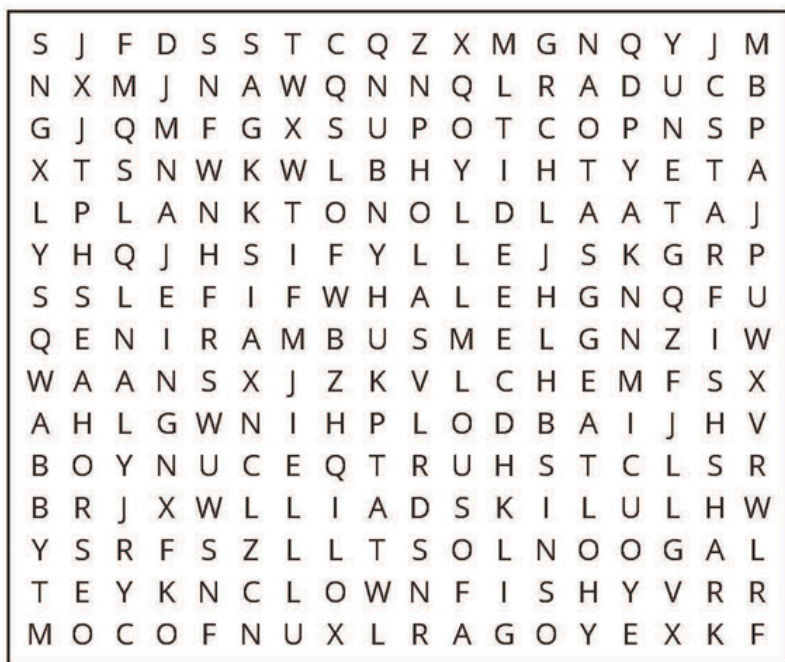 S J F D S S T C Q Z X M G N Q Y J M
N X M J N A W Q N N Q L R A D U C B
G J Q M F G X S U P O T C O P N S P
X T S N W K W L B H Y I H T Y E T A
L P L A N K T O N O L D L A A T A J
Y H Q J H S I F Y L L E J S K G R P
S S L E F I F W H A L E H G N Q F U
Q E N I R A M B U S M E L G N Z I W
W A A N S X J Z K V L C H E M F S X
A H L G W N I H P L O D B A I J H V
B O Y N U C E Q T R U H S T C L S R
B R J X W L L I A D S K I L U L H W
Y S R F S Z L L T S O L N O O G A L
T E Y K N C L O W N F I S H Y V R R
M O C O F N U X L R A G O Y E X K F